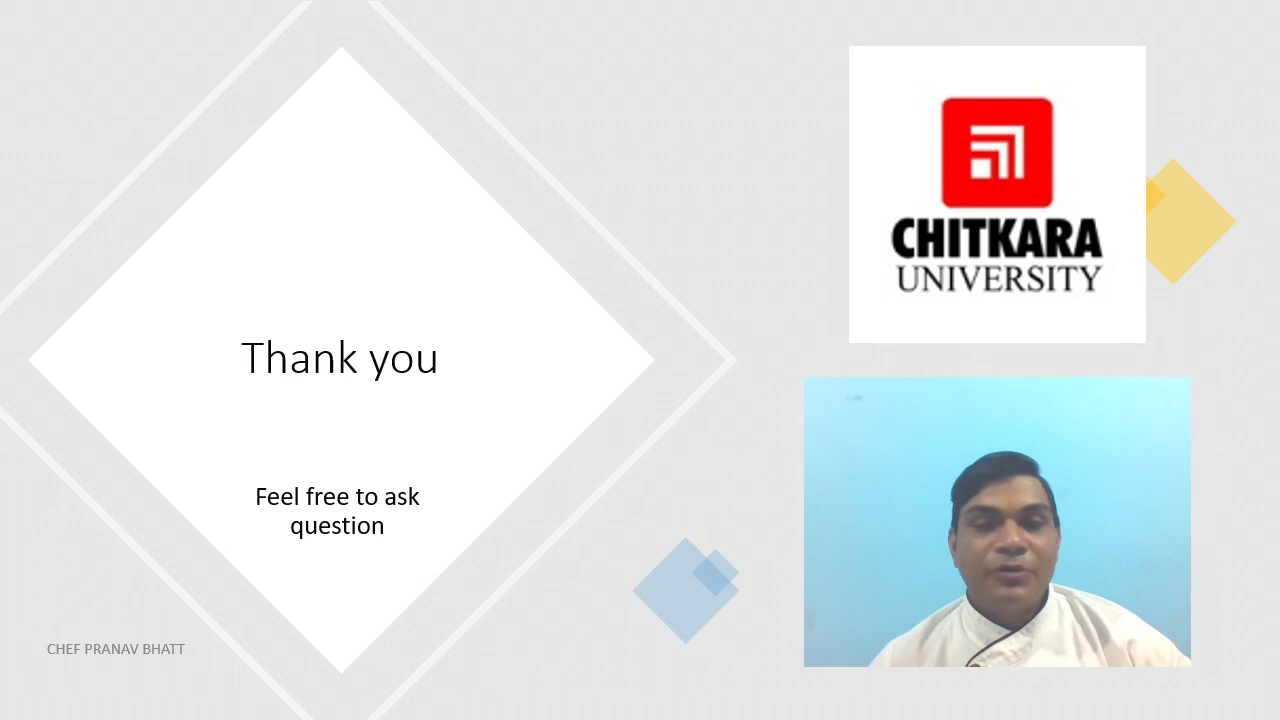 Thank you
Feel free to ask
question
CHEF PRANAV BHATT
CHITKARA
UNIVERSITY